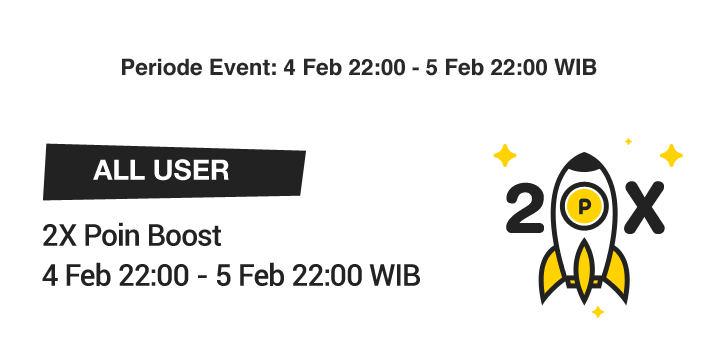 Periode Event: 4 Feb 22:00 - 5 Feb 22:00 WIB
ALL USER
2X Poin Boost
4 Feb 22:00 - 5 Feb 22:00 WIB
2 P X